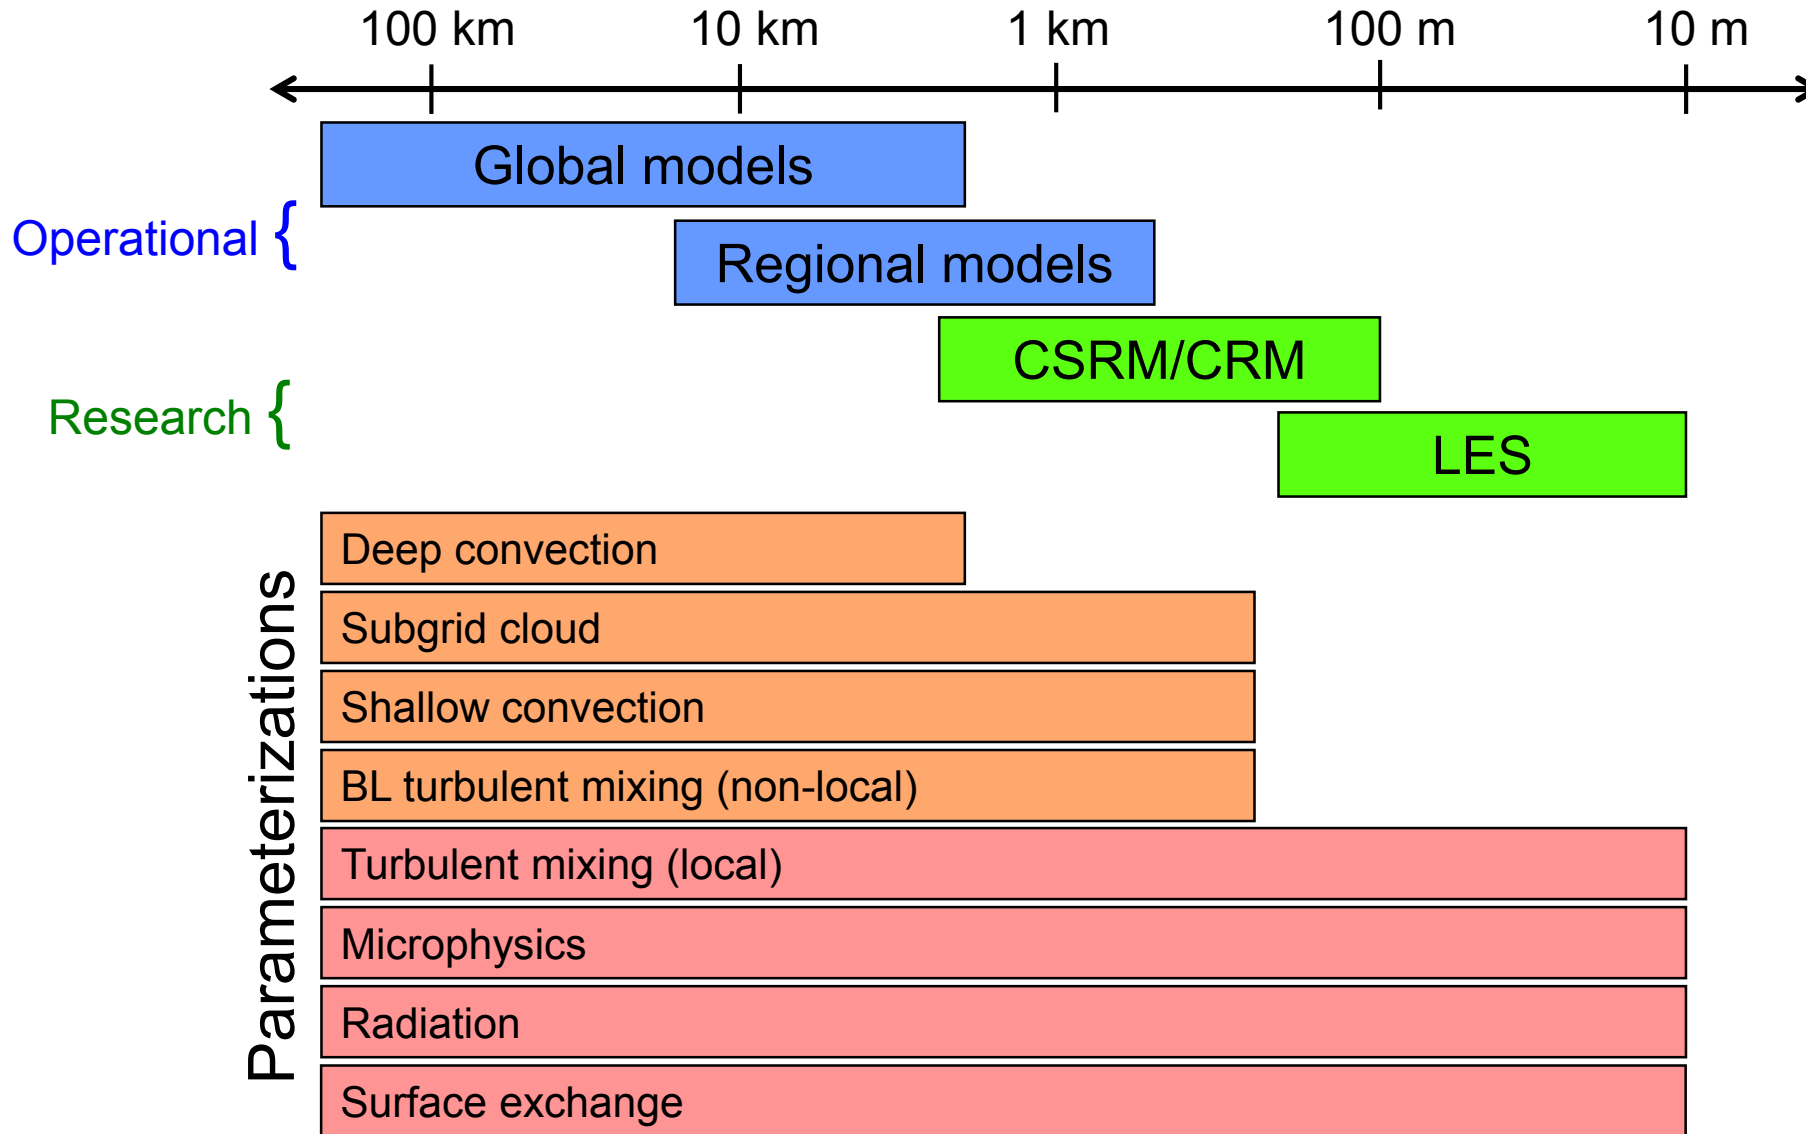 100 km 10 km 1 km 100 m 10 m
Global models
Operational {
Regional models
CSRM/CRM
Research {
LES
Parameterizations
Deep convection
Subgrid cloud
Shallow convection
BL turbulent mixing (non-local)
Turbulent mixing (local)
Microphysics
Radiation
Surface exchange